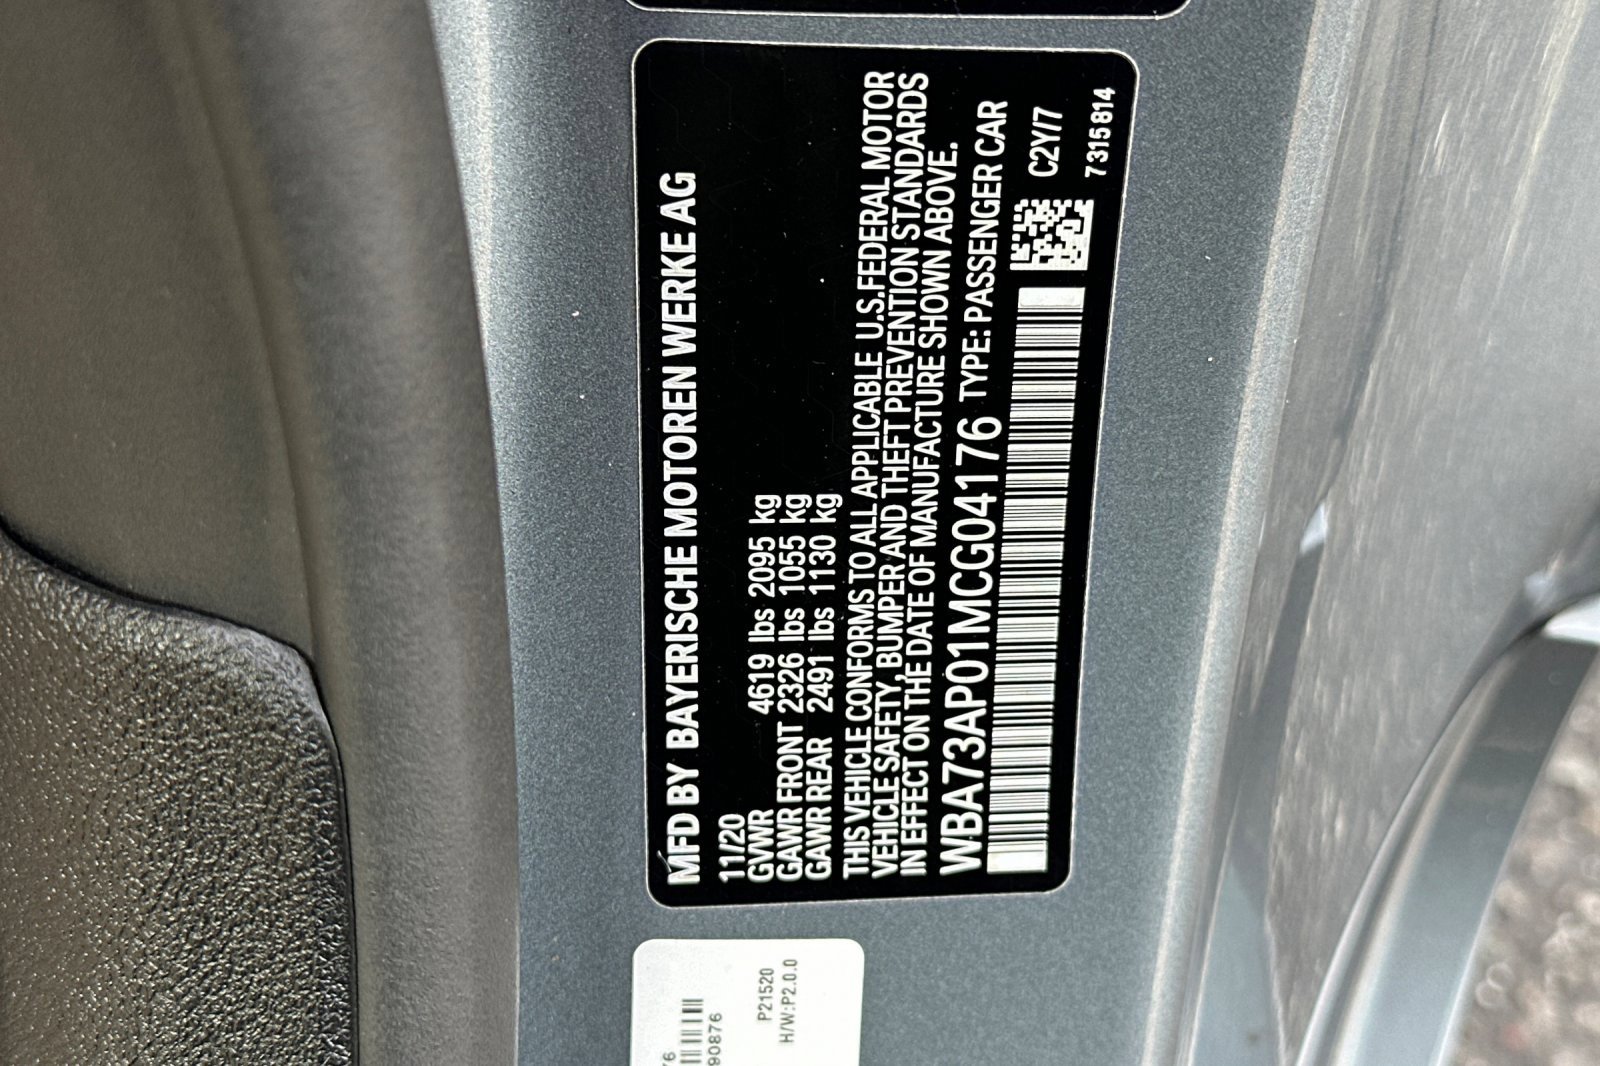 MFD BY BAYERISCHE MOTOREN WERKE AG
11/20
GVWR 4619 lbs 2095 kg
GAWR FRONT 2326 lbs 1055 kg
GAWR REAR 2491 lbs 1130 kg
THIS VEHICLE CONFORMS TO ALL APPLICABLE U.S.FEDERAL MOTOR
VEHICLE SAFETY, BUMPER AND THEFT PREVENTION STANDARDS
IN EFFECT ON THE DATE OF MANUFACTURE SHOWN ABOVE.
WBA73AP01MCG04176 TYPE: PASSENGER CAR
C2Y/7
7315814
90876
P21520
H/W:P2.0.0